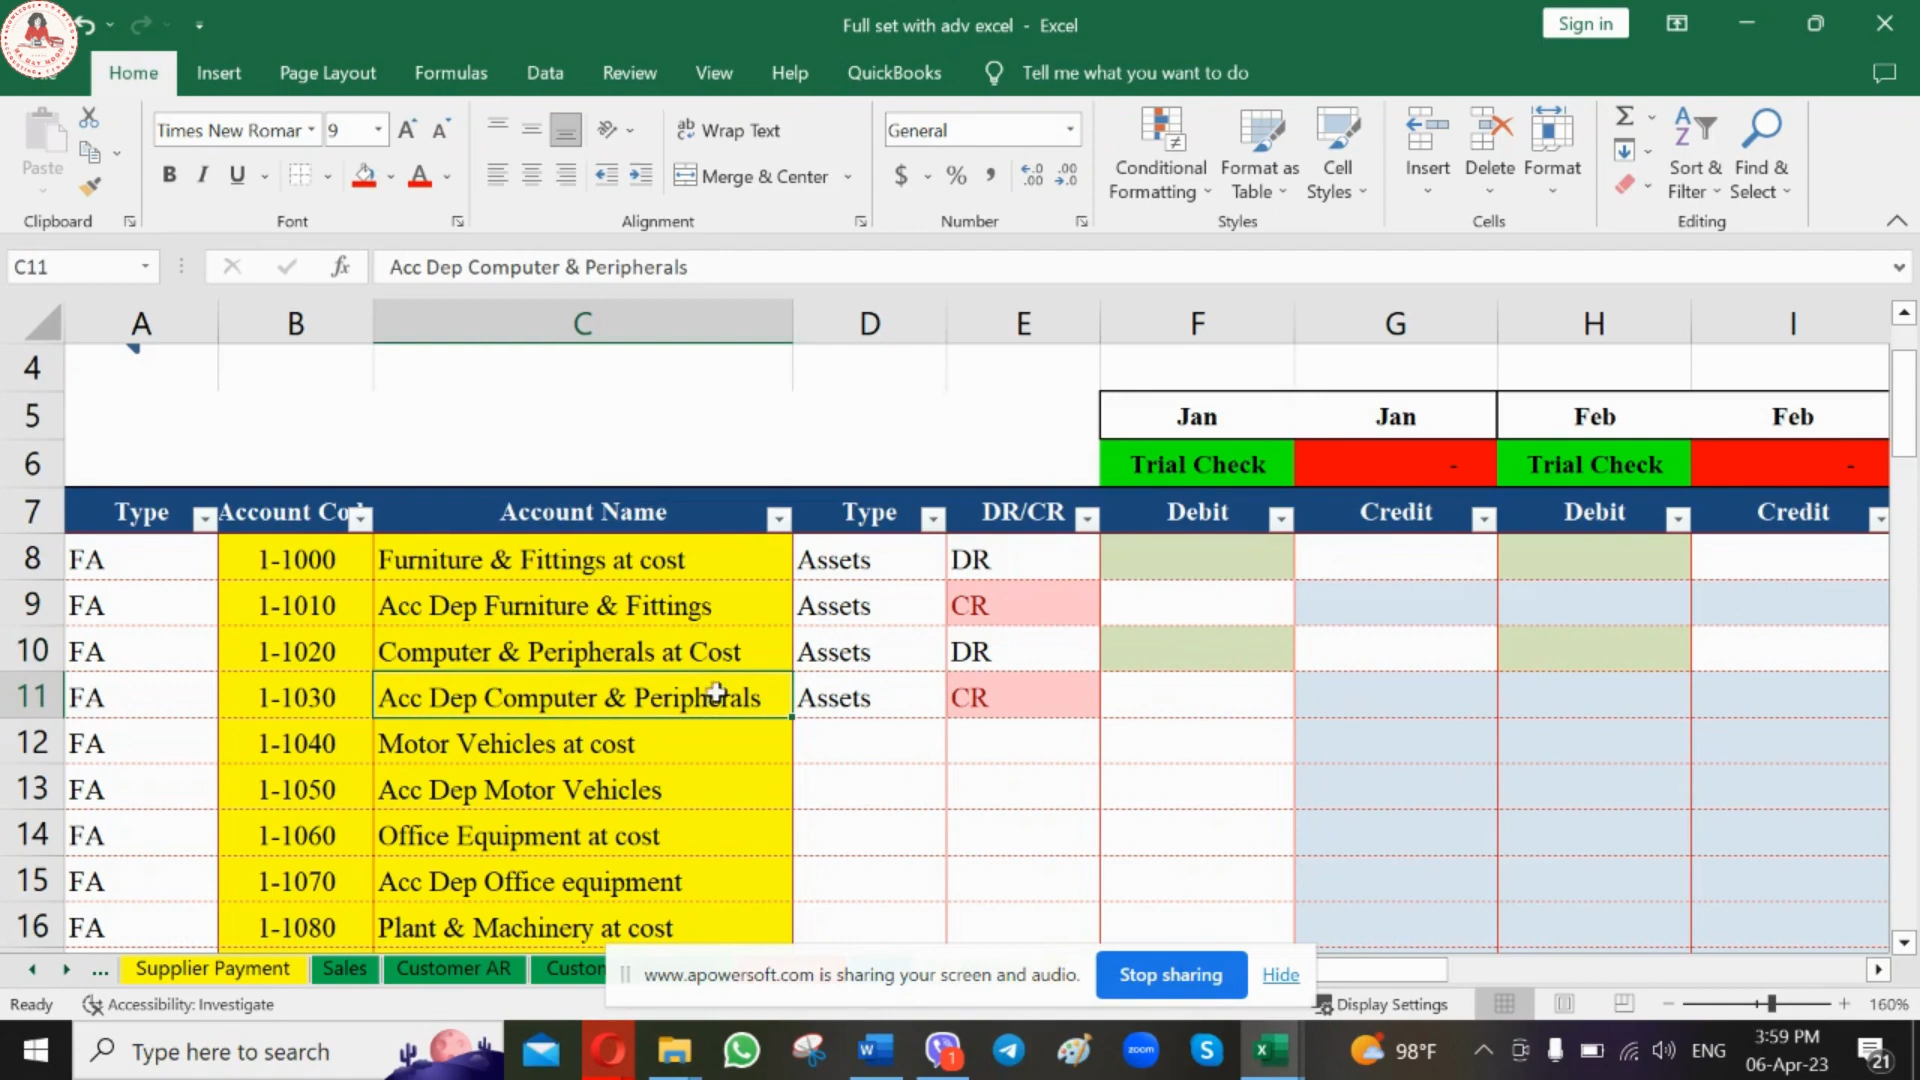 Full set with adv excel - Excel
Sign in
Home Insert Page Layout Formulas Data Review View Help QuickBooks Tell me what you want to do
Paste
Clipboard
Times New Romar 9
B I U
Font
Wrap Text
Merge & Center
Alignment
General
$ % ,
Number
Conditional Formatting
Format as Table
Cell Styles
Styles
Insert Delete Format
Cells
Sort & Filter
Find & Select
Editing
C11 fx Acc Dep Computer & Peripherals
A B C D E F G H I
4
5 Jan Jan Feb Feb
6 Trial Check - Trial Check -
7 Type Account Co Account Name Type DR/CR Debit Credit Debit Credit
8 FA 1-1000 Furniture & Fittings at cost Assets DR
9 FA 1-1010 Acc Dep Furniture & Fittings Assets CR
10 FA 1-1020 Computer & Peripherals at Cost Assets DR
11 FA 1-1030 Acc Dep Computer & Peripherals Assets CR
12 FA 1-1040 Motor Vehicles at cost
13 FA 1-1050 Acc Dep Motor Vehicles
14 FA 1-1060 Office Equipment at cost
15 FA 1-1070 Acc Dep Office equipment
16 FA 1-1080 Plant & Machinery at cost
... Supplier Payment Sales Customer AR Custon
www.apowersoft.com is sharing your screen and audio. Stop sharing Hide
Ready Accessibility: Investigate Display Settings 160%
Type here to search
W 1 zoom S X 98°F ENG
3:59 PM
06-Apr-23
21